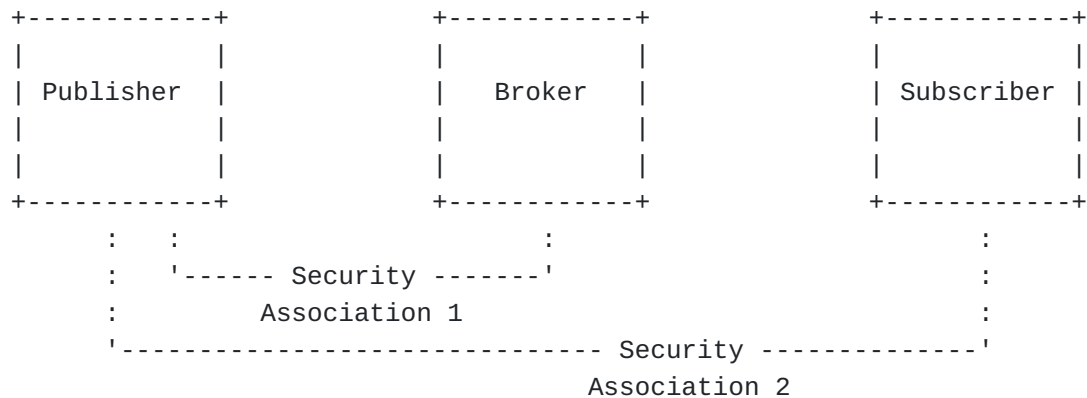 +------------+             +------------+              +------------+
|            |             |            |              |            |
| Publisher  |             |   Broker   |              | Subscriber |
|            |             |            |              |            |
|            |             |            |              |            |
+------------+             +------------+              +------------+
      :   :                       :                           :
      :   '------ Security -------'                           :
      :         Association 1                                 :
      '------------------------------- Security --------------'
                                     Association 2